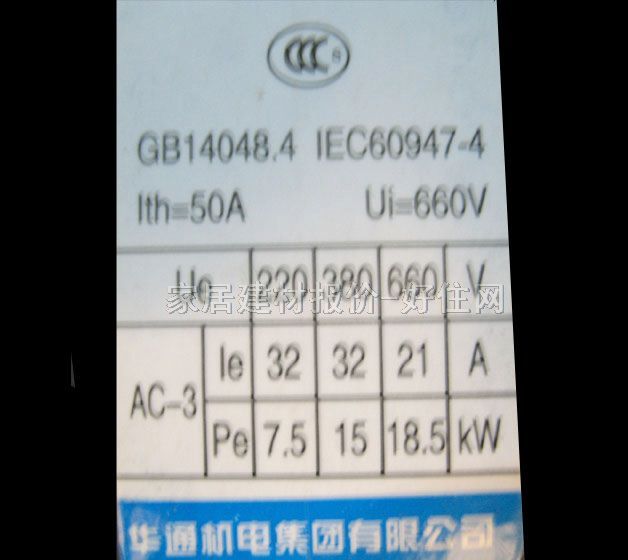 CCC S
GB14048.4 IEC60947-4
Ith=50A Ui=660V
Ue 220 380 660 V
家居建材报价-好住网
Ie 32 32 21 A
AC-3
Pe 7.5 15 18.5 kW
华通机电集团有限公司